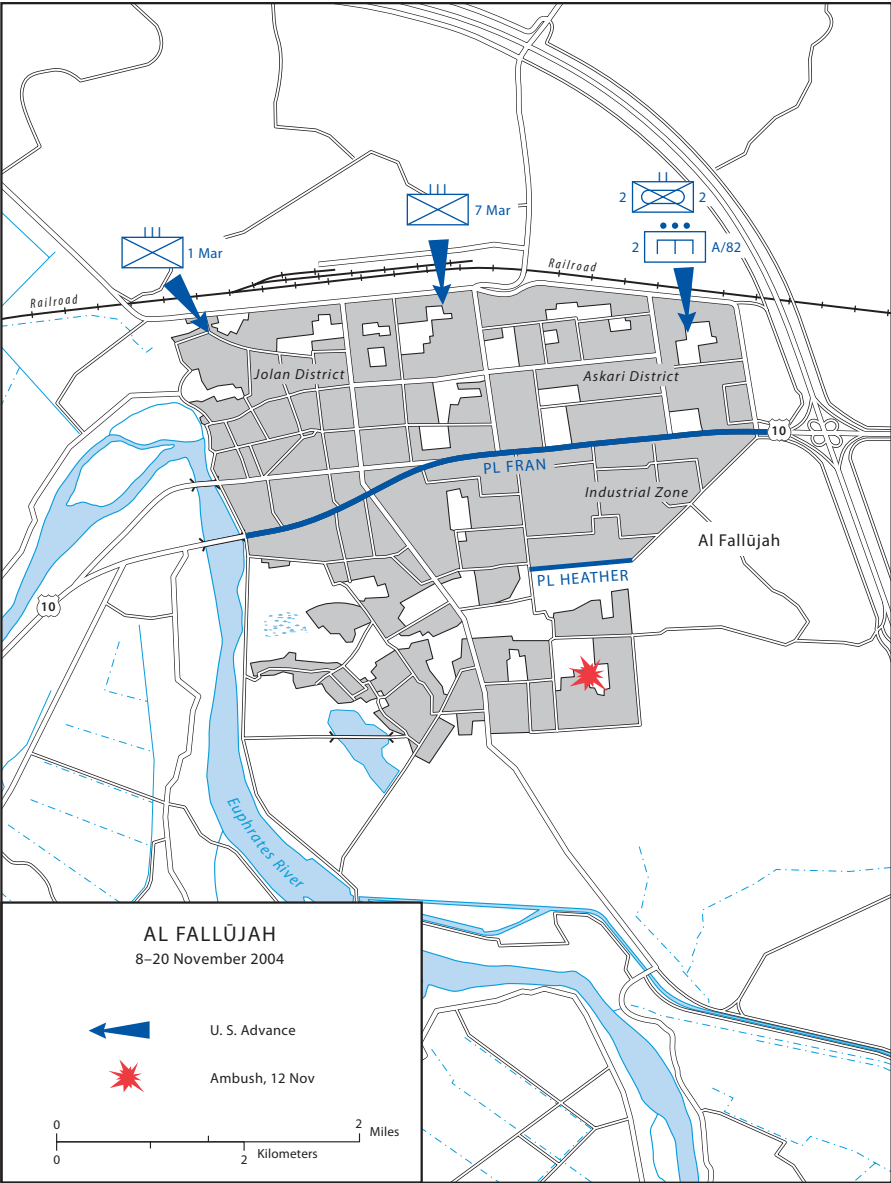 2
2
7 Mar
2
A/82
1 Mar
Railroad
Railroad
Jolan District
Askari District
10
PL FRAN
Industrial Zone
Al Fallūjah
PL HEATHER
10
Euphrates River
AL FALLŪJAH
8–20 November 2004
U. S. Advance
Ambush, 12 Nov
0
2
Miles
0
2
Kilometers